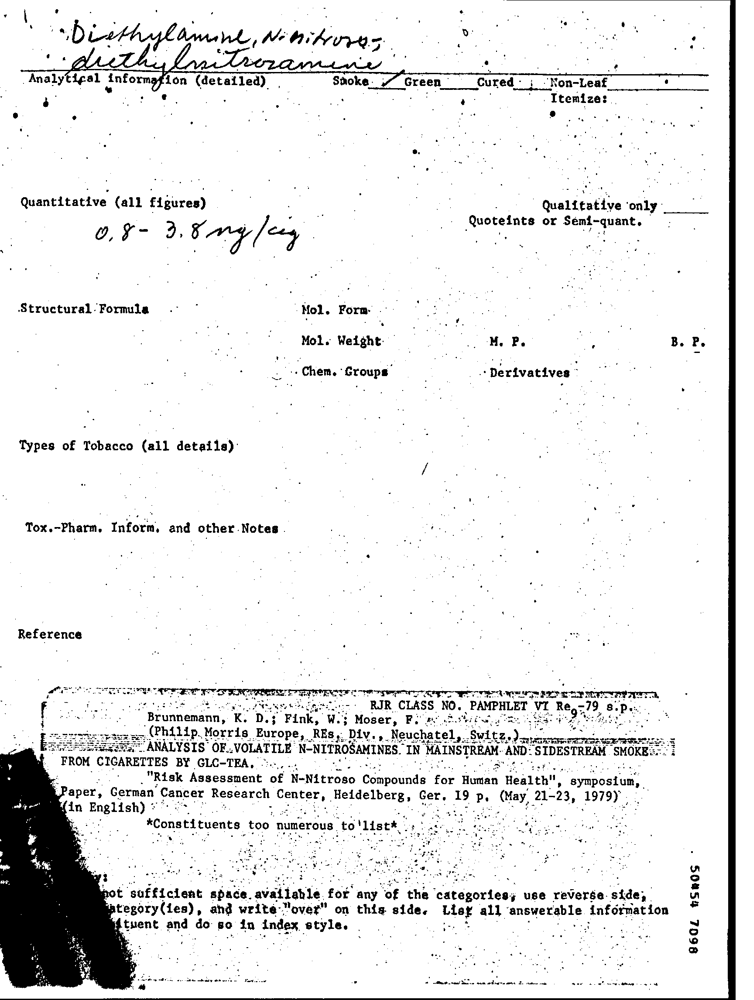 1.
Diethylamine, N-nitroso-
diethylnitrosamine
Analytical information (detailed) Smoke ✓ Green Cured ; Non-Leaf
Itemize:
Quantitative (all figures) Qualitative only
Quoteints or Semi-quant.
0.8 - 3.8 ng/cig
Structural Formula Mol. Form
Mol. Weight M. P. B. P.
Chem. Groups Derivatives
Types of Tobacco (all details)
Tox.-Pharm. Inform. and other Notes
Reference
RJR CLASS NO. PAMPHLET VI Re9-79 s.p.
Brunnemann, K. D.; Fink, W.; Moser, F.
(Philip Morris Europe, REs, Div., Neuchatel, Switz.)
ANALYSIS OF VOLATILE N-NITROSAMINES IN MAINSTREAM AND SIDESTREAM SMOKE
FROM CIGARETTES BY GLC-TEA.
"Risk Assessment of N-Nitroso Compounds for Human Health", symposium,
Paper, German Cancer Research Center, Heidelberg, Ger. 19 p. (May 21-23, 1979)
(in English)
*Constituents too numerous to list*
not sufficient space available for any of the categories, use reverse side,
ategory(ies), and write "over" on this side. List all answerable information
ituent and do so in index style.
50854 7098